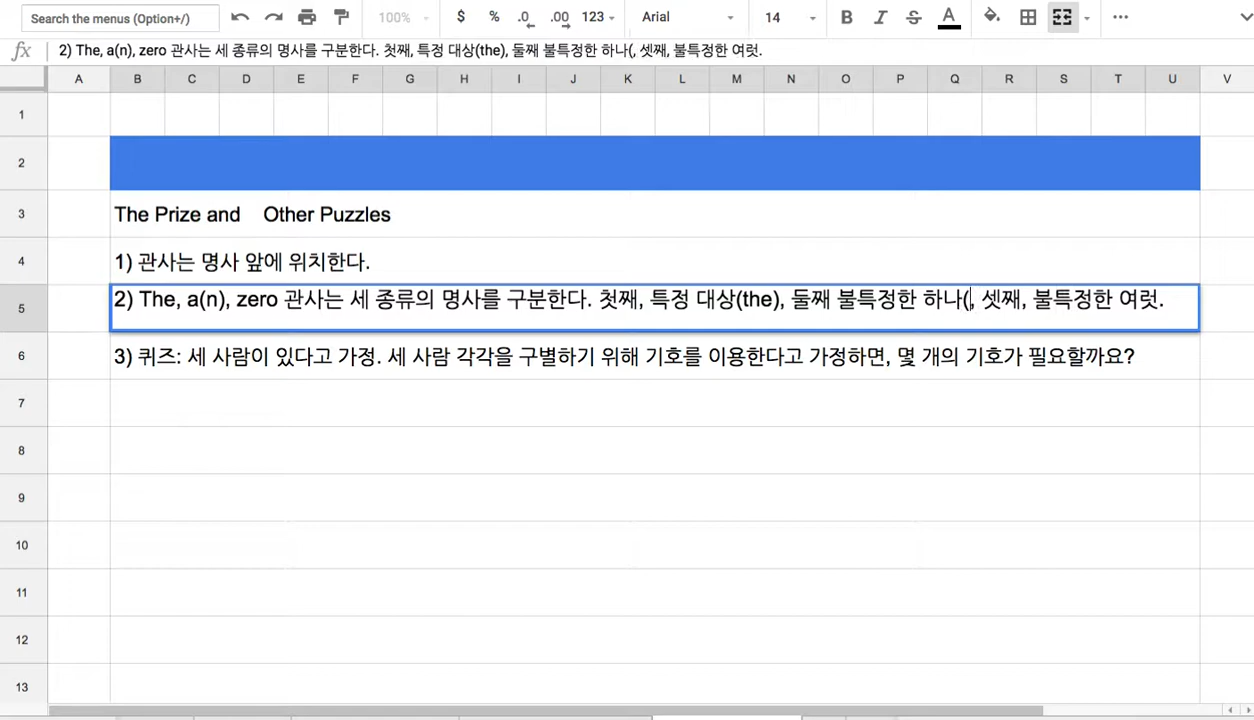 Search the menus (Option+/) 100% $ % .0 .00 123 Arial 14 B I S A
fx 2) The, a(n), zero 관사는 세 종류의 명사를 구분한다. 첫째, 특정 대상(the), 둘째 불특정한 하나(, 셋째, 불특정한 여럿.
A B C D E F G H I J K L M N O P Q R S T U V
1
2
3 The Prize and Other Puzzles
4 1) 관사는 명사 앞에 위치한다.
5 2) The, a(n), zero 관사는 세 종류의 명사를 구분한다. 첫째, 특정 대상(the), 둘째 불특정한 하나(, 셋째, 불특정한 여럿.
6 3) 퀴즈: 세 사람이 있다고 가정. 세 사람 각각을 구별하기 위해 기호를 이용한다고 가정하면, 몇 개의 기호가 필요할까요?
7
8
9
10
11
12
13